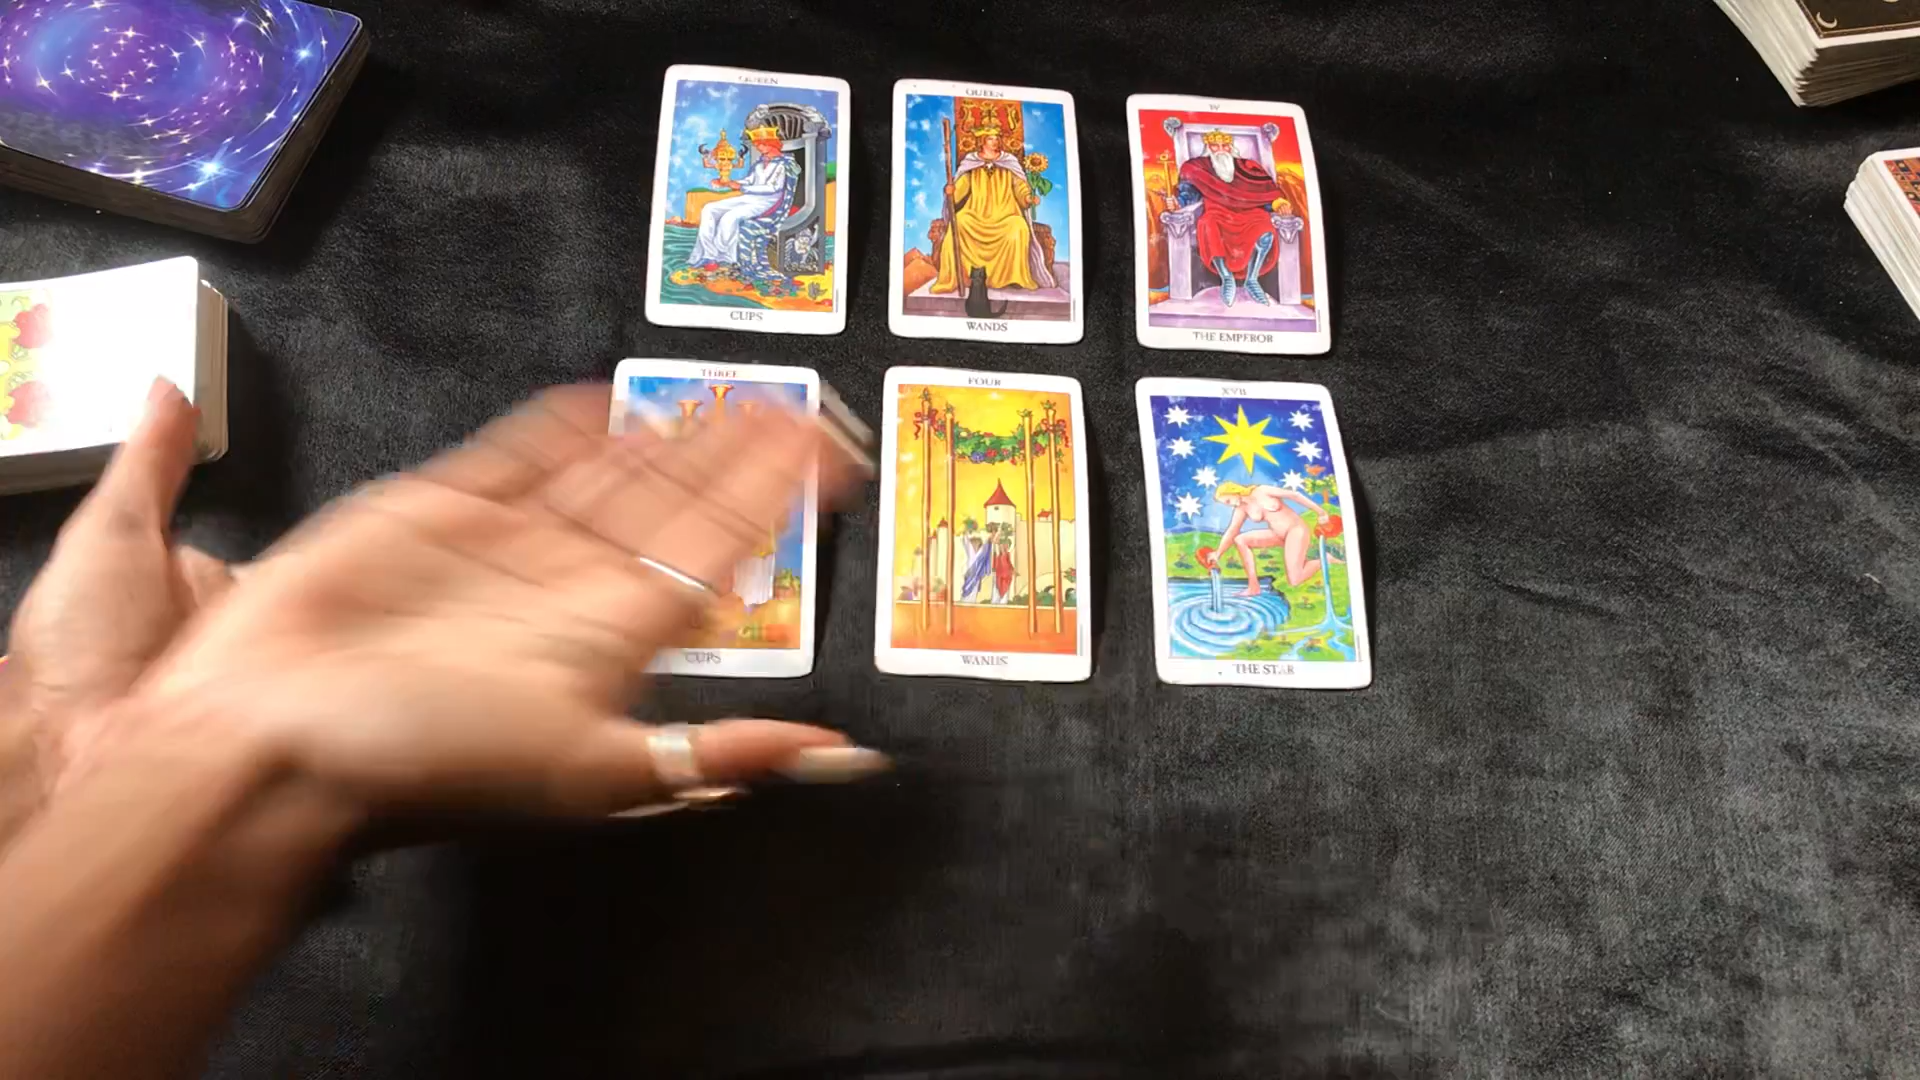 QUEEN
CUPS
QUEEN
WANDS
IV
THE EMPEROR
THREE
CUPS
FOUR
WANDS
XVII
THE STAR